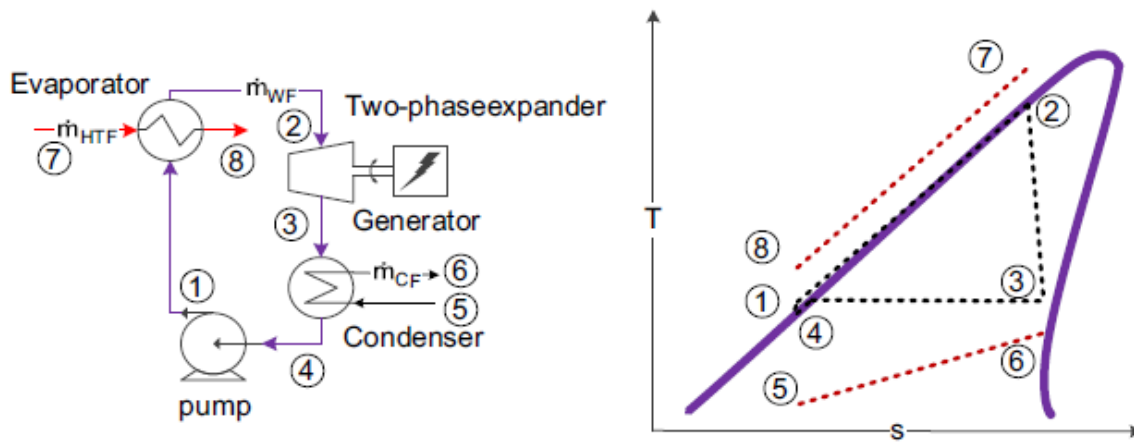 Evaporator
ṁWF
Two-phaseexpander
ṁHTF
②
⑦
⑧
Generator
③
ṁCF
⑥
⑤
①
Condenser
④
pump
T
⑦
②
⑧
①
③
④
⑥
⑤
s